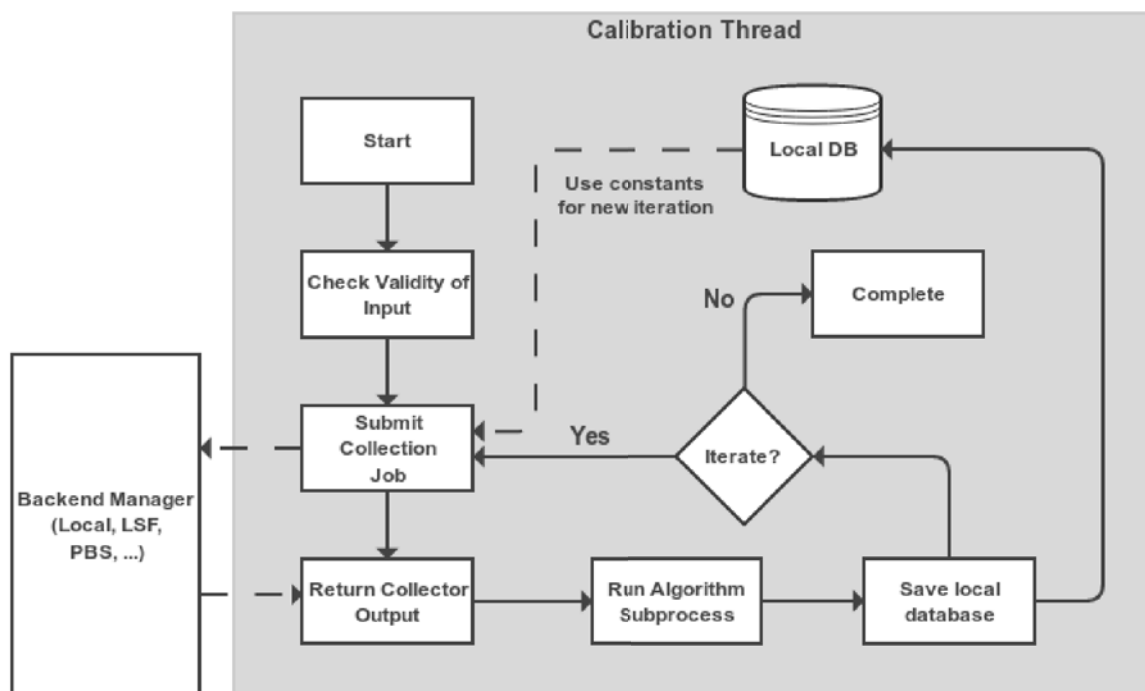 Calibration Thread
Start
Local DB
Use constants
for new iteration
Check Validity of
Input
No
Complete
Submit
Collection
Job
Yes
Iterate?
Backend Manager
(Local, LSF,
PBS, ...)
Return Collector
Output
Run Algorithm
Subprocess
Save local
database